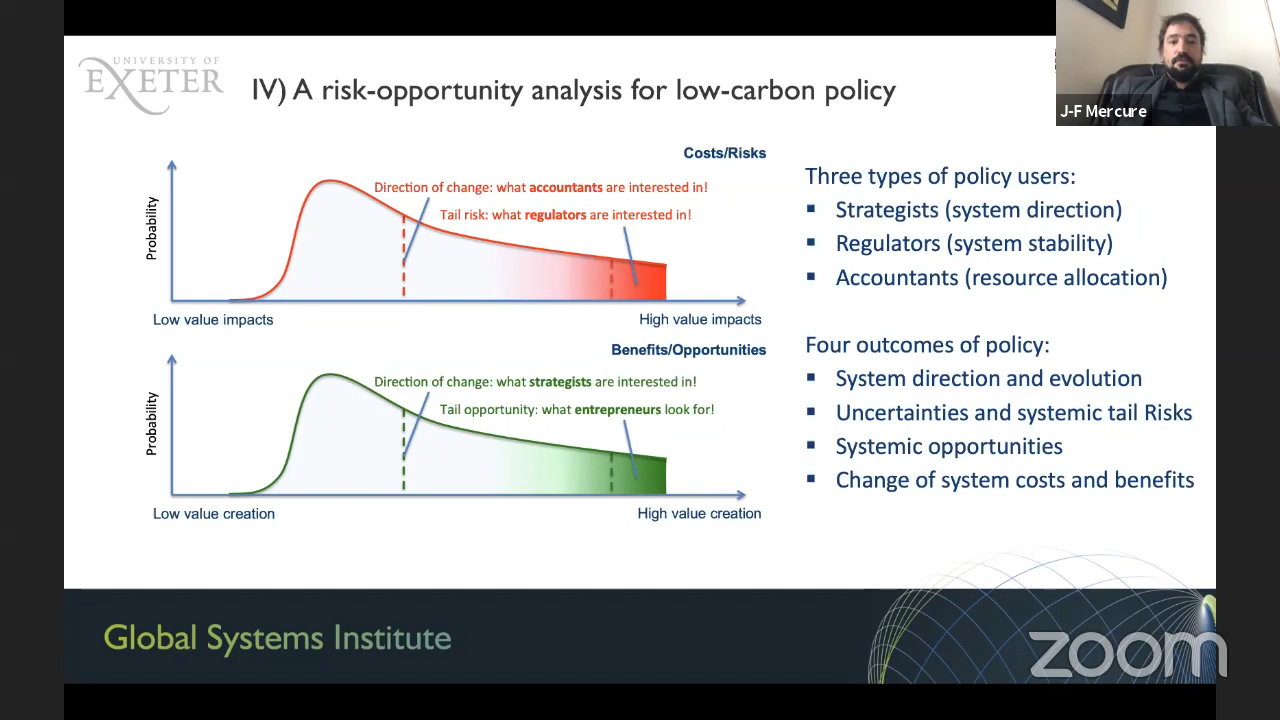 UNIVERSITY OF
EXETER
IV) A risk-opportunity analysis for low-carbon policy
J-F Mercure
Costs/Risks
Direction of change: what accountants are interested in!
Tail risk: what regulators are interested in!
Probability
Low value impacts
High value impacts
Benefits/Opportunities
Direction of change: what strategists are interested in!
Tail opportunity: what entrepreneurs look for!
Probability
Low value creation
High value creation
Three types of policy users:
▪ Strategists (system direction)
▪ Regulators (system stability)
▪ Accountants (resource allocation)
Four outcomes of policy:
▪ System direction and evolution
▪ Uncertainties and systemic tail Risks
▪ Systemic opportunities
▪ Change of system costs and benefits
Global Systems Institute
zoom